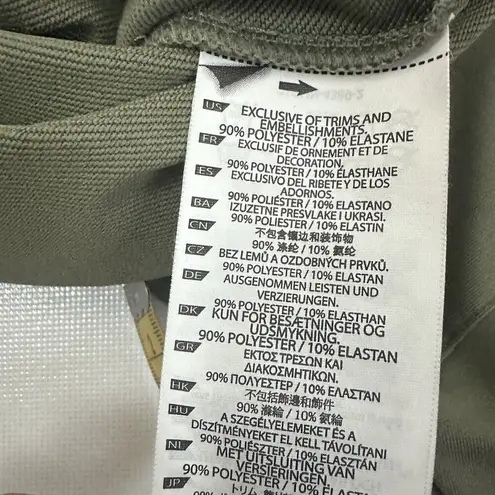 US EXCLUSIVE OF TRIMS AND
EMBELLISHMENTS.
90% POLYESTER / 10% ELASTANE
FR EXCLUSIF DE ORNEMENT ET DE
DECORATION.
90% POLYESTER / 10% ELASTHANE
ES EXCLUSIVO DEL RIBETE Y DE LOS
ADORNOS.
90% POLIÉSTER / 10% ELASTANO
BA IZUZETNE PRESVLAKE I UKRASI.
90% POLIESTER / 10% ELASTIN
CN 不包含镶边和装饰物
90% 涤纶 / 10% 氨纶
CZ BEZ LEMŮ A OZDOBNÝCH PRVKŮ.
90% POLYESTER / 10% ELASTAN
DE AUSGENOMMEN LEISTEN UND
VERZIERUNGEN.
90% POLYESTER / 10% ELASTHAN
DK KUN FOR BESÆTNINGER OG
UDSMYKNING.
90% POLYESTER / 10% ELASTAN
GR ΕΚΤΟΣ ΤΡΕΣΩΝ ΚΑΙ
ΔΙΑΚΟΣΜΗΤΙΚΩΝ.
90% ΠΟΛΥΕΣΤΕΡ / 10% ΕΛΑΣΤΑΝ
HK 不包括飾邊和飾件
90% 滌綸 / 10% 氨綸
HU A SZEGÉLYELEMEKET ÉS A
DÍSZÍTMÉNYEKET EL KELL TÁVOLÍTANI
90% POLIÉSZTER / 10% ELASZTÁN
NL MET UITSLUITING VAN
VERSIERINGEN.
90% POLYESTER / 10% ELASTAN
JP